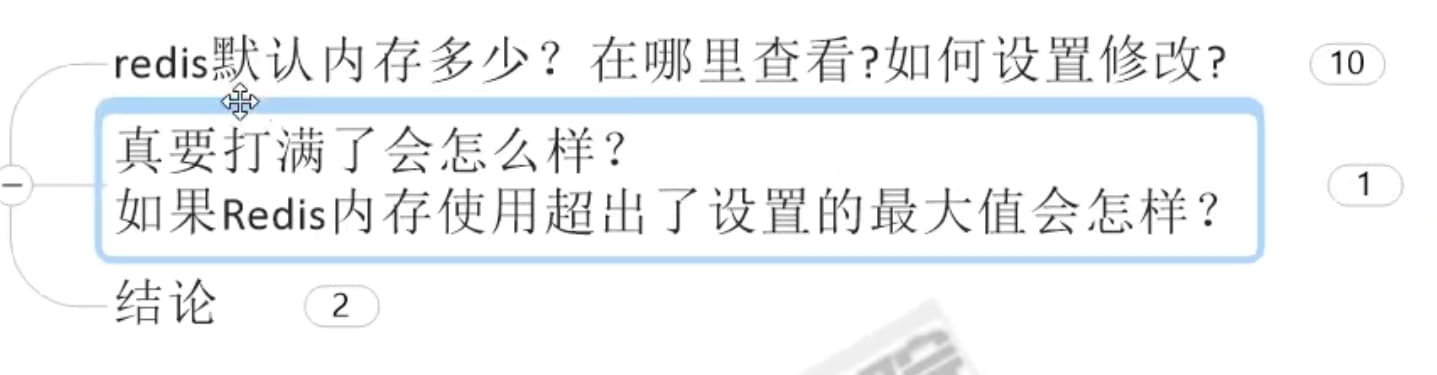 redis默认内存多少？在哪里查看?如何设置修改?
10
真要打满了会怎么样？
如果Redis内存使用超出了设置的最大值会怎样？
1
结论
2